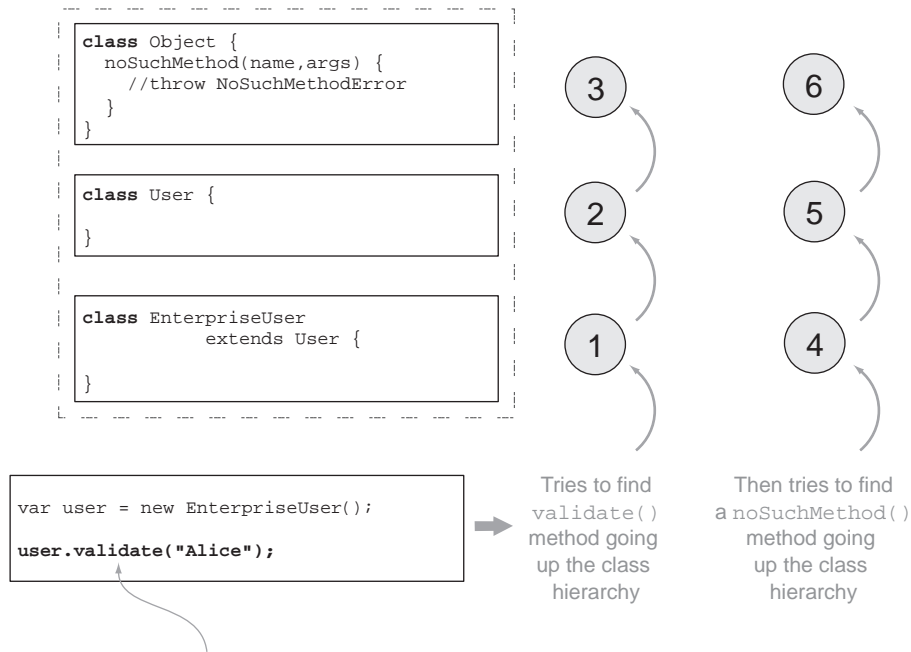 class Object {
noSuchMethod(name,args) {
//throw NoSuchMethodError
}
}
3
6
class User {
}
2
5
class EnterpriseUser
extends User {
}
1
4
var user = new EnterpriseUser();
user.validate("Alice");
Tries to find
validate()
method going
up the class
hierarchy
Then tries to find
a noSuchMethod()
method going
up the class
hierarchy